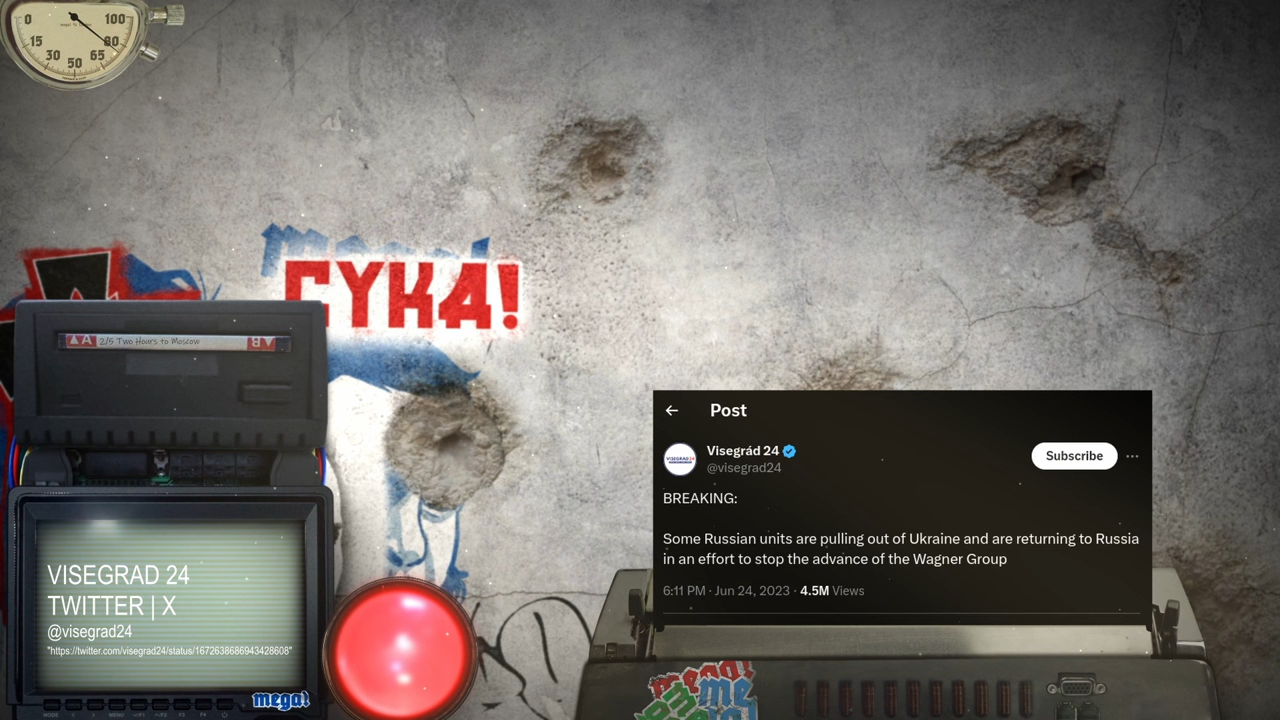 0 100
15 80
30 65
50
mega!
СУКА!
A 2/5 Two Hours to Moscow B
VISEGRAD 24
TWITTER | X
@visegrad24
"https://twitter.com/visegrad24/status/1672638686943428608"
mega!
← Post
Visegrád 24
@visegrad24
Subscribe
BREAKING:
Some Russian units are pulling out of Ukraine and are returning to Russia
in an effort to stop the advance of the Wagner Group
6:11 PM · Jun 24, 2023 · 4.5M Views
mega!
me